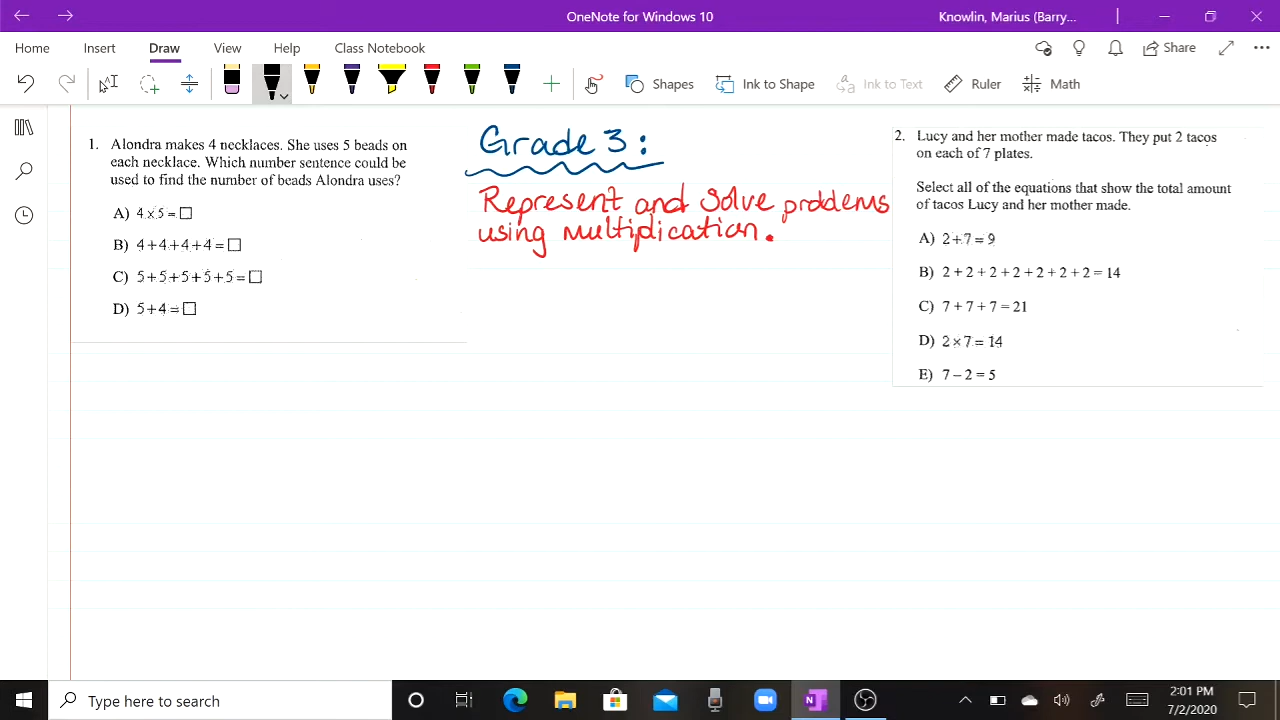 OneNote for Windows 10
Knowlin, Marius (Barry...
Home
Insert
Draw
View
Help
Class Notebook
Share
Shapes
Ink to Shape
Ink to Text
Ruler
Math
1. Alondra makes 4 necklaces. She uses 5 beads on
each necklace. Which number sentence could be
used to find the number of beads Alondra uses?
A) 4 × 5 = □
B) 4 + 4 + 4 + 4 = □
C) 5 + 5 + 5 + 5 + 5 = □
D) 5 + 4 = □
Grade 3:
Represent and Solve problems
using multiplication.
2. Lucy and her mother made tacos. They put 2 tacos
on each of 7 plates.
Select all of the equations that show the total amount
of tacos Lucy and her mother made.
A) 2 + 7 = 9
B) 2 + 2 + 2 + 2 + 2 + 2 + 2 = 14
C) 7 + 7 + 7 = 21
D) 2 × 7 = 14
E) 7 – 2 = 5
Type here to search
2:01 PM
7/2/2020